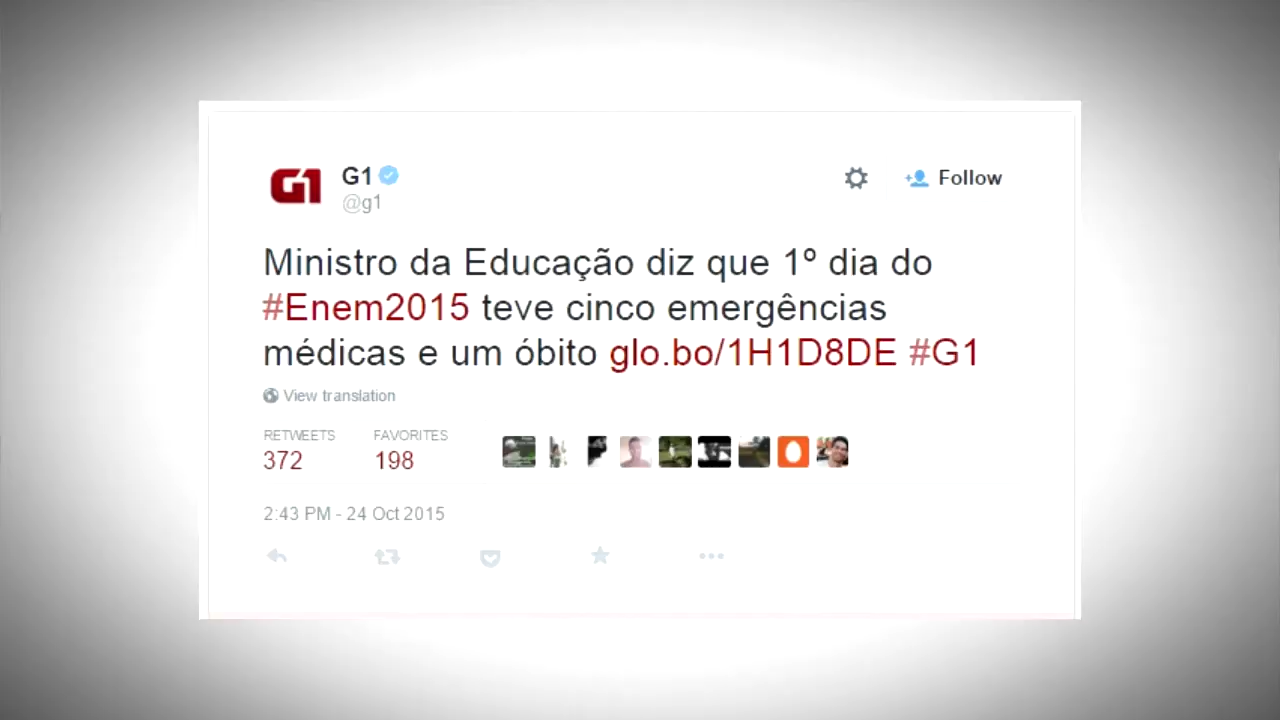 G1
G1
Follow
@g1
Ministro da Educação diz que 1º dia do
#Enem2015 teve cinco emergências
médicas e um óbito glo.bo/1H1D8DE #G1
View translation
RETWEETS FAVORITES
372 198
2:43 PM - 24 Oct 2015